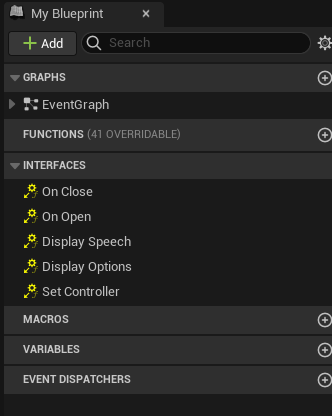 My Blueprint
Add
Search
GRAPHS
EventGraph
FUNCTIONS (41 OVERRIDABLE)
INTERFACES
On Close
On Open
Display Speech
Display Options
Set Controller
MACROS
VARIABLES
EVENT DISPATCHERS